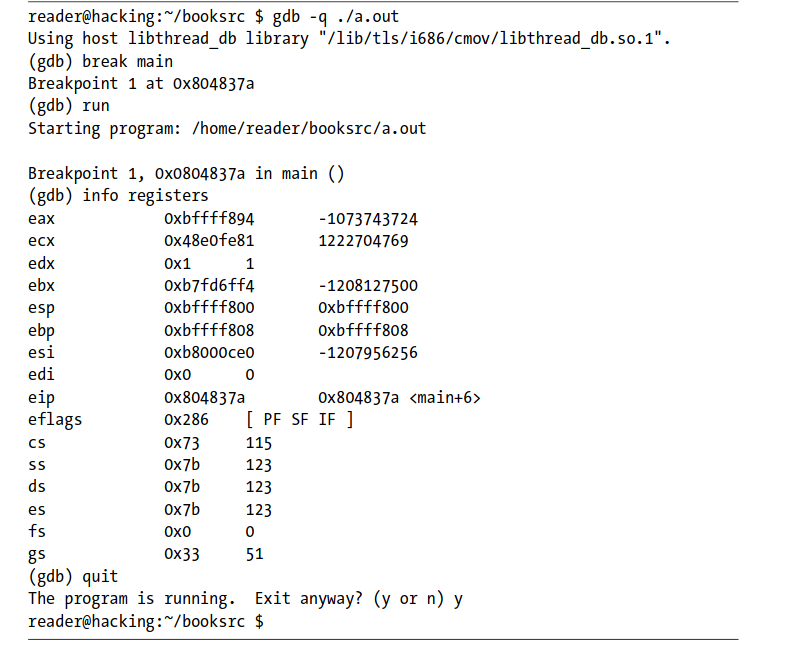 reader@hacking:~/booksrc $ gdb -q ./a.out
Using host libthread_db library "/lib/tls/i686/cmov/libthread_db.so.1".
(gdb) break main
Breakpoint 1 at 0x804837a
(gdb) run
Starting program: /home/reader/booksrc/a.out

Breakpoint 1, 0x0804837a in main ()
(gdb) info registers
eax            0xbffff894       -1073743724
ecx            0x48e0fe81       1222704769
edx            0x1      1
ebx            0xb7fd6ff4       -1208127500
esp            0xbffff800       0xbffff800
ebp            0xbffff808       0xbffff808
esi            0xb8000ce0       -1207956256
edi            0x0      0
eip            0x804837a        0x804837a <main+6>
eflags         0x286    [ PF SF IF ]
cs             0x73     115
ss             0x7b     123
ds             0x7b     123
es             0x7b     123
fs             0x0      0
gs             0x33     51
(gdb) quit
The program is running.  Exit anyway? (y or n) y
reader@hacking:~/booksrc $